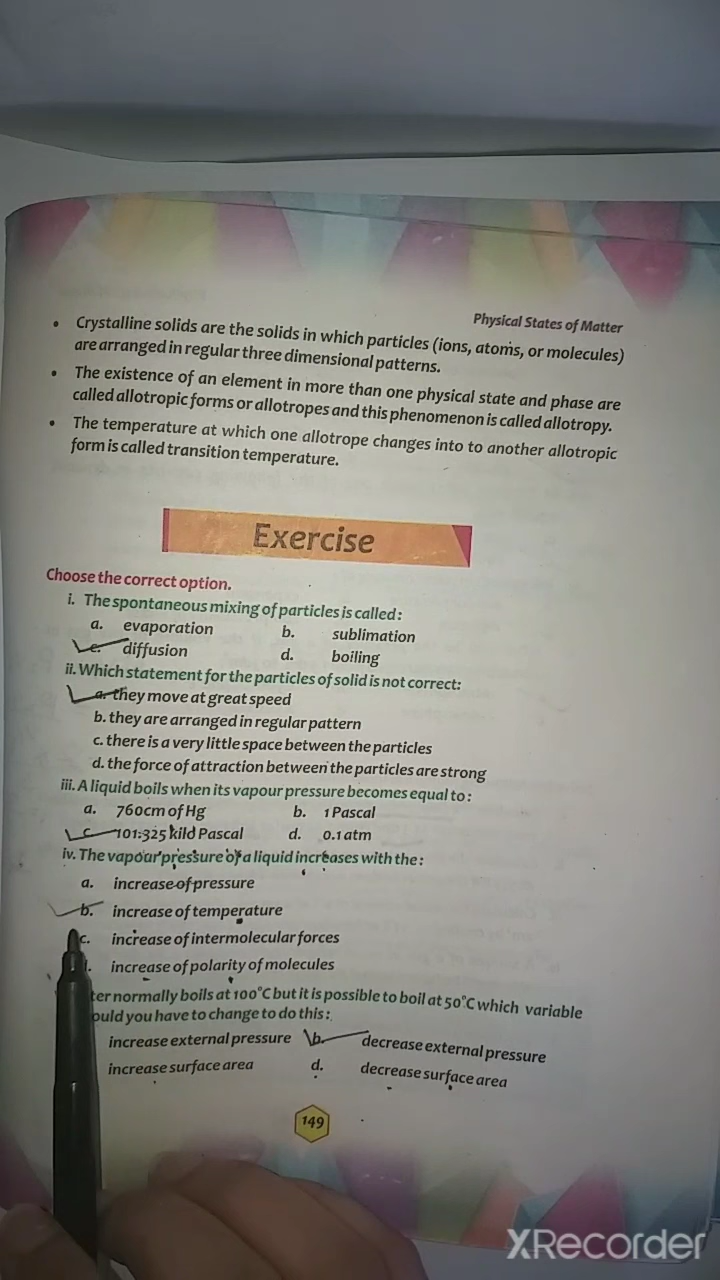 Physical States of Matter
• Crystalline solids are the solids in which particles (ions, atoms, or molecules)
are arranged in regular three dimensional patterns.
• The existence of an element in more than one physical state and phase are
called allotropic forms or allotropes and this phenomenon is called allotropy.
• The temperature at which one allotrope changes into to another allotropic
form is called transition temperature.
Exercise
Choose the correct option.
i. The spontaneous mixing of particles is called:
a. evaporation b. sublimation
c. diffusion d. boiling
ii. Which statement for the particles of solid is not correct:
a. they move at great speed
b. they are arranged in regular pattern
c. there is a very little space between the particles
d. the force of attraction between the particles are strong
iii. A liquid boils when its vapour pressure becomes equal to:
a. 760cm of Hg b. 1 Pascal
c. 101.325 kilo Pascal d. 0.1 atm
iv. The vapour pressure of a liquid increases with the:
a. increase of pressure
b. increase of temperature
c. increase of intermolecular forces
increase of polarity of molecules
normally boils at 100°C but it is possible to boil at 50°C which variable
you have to change to do this:
increase external pressure b. decrease external pressure
increase surface area d. decrease surface area
149
XRecorder